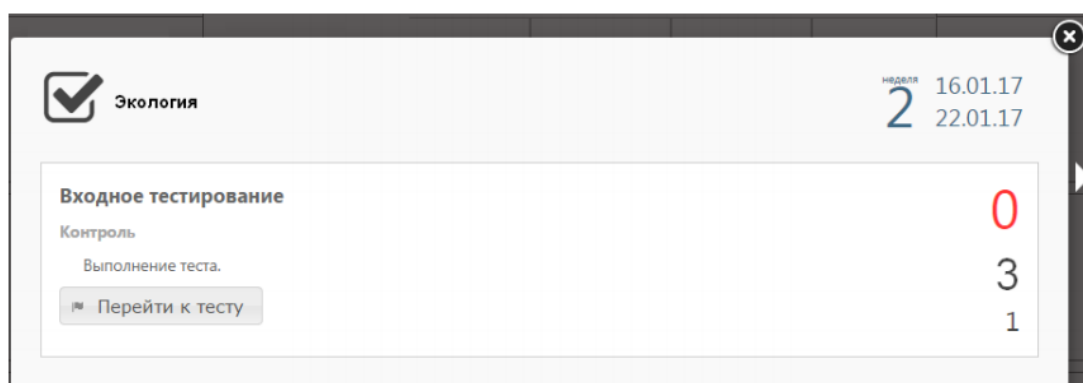 Экология
неделя
2
16.01.17
22.01.17
Входное тестирование
0
Контроль
Выполнение теста.
3
Перейти к тесту
1